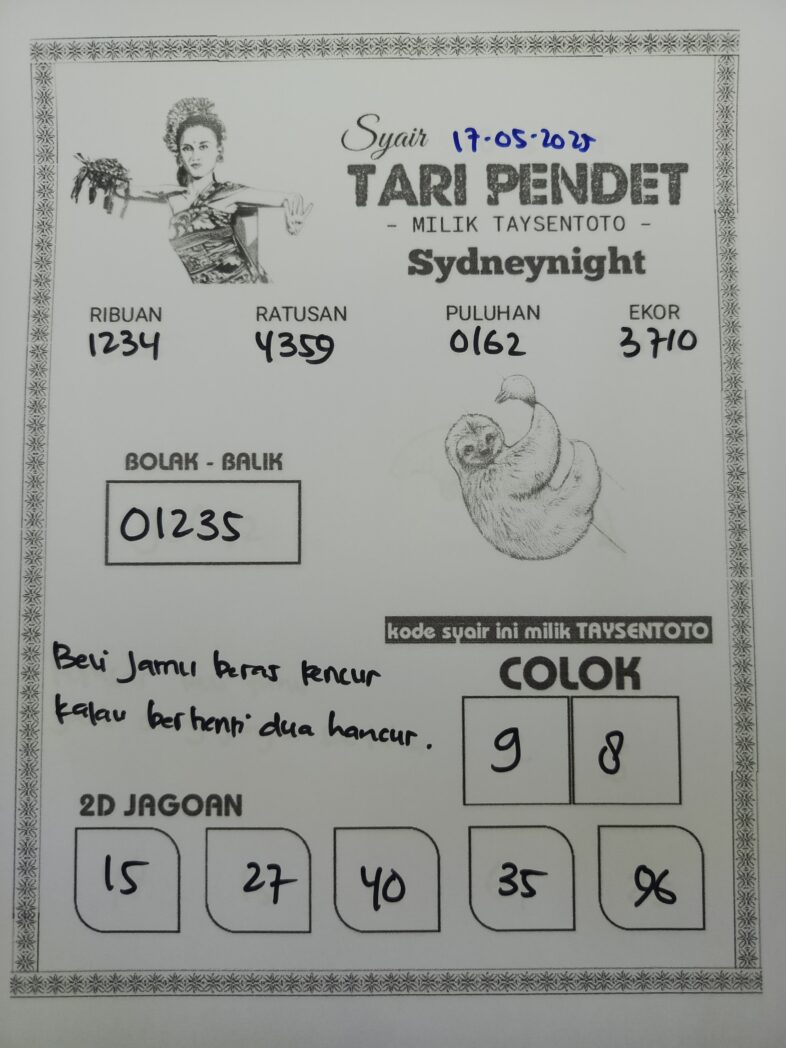 Syair 17-05-2025
TARI PENDET
- MILIK TAYSENTOTO -
Sydneynight
RIBUAN RATUSAN PULUHAN EKOR
1234 4359 0162 3710
BOLAK - BALIK
01235
kode syair ini milik TAYSENTOTO
Beli Jamu beras kencur
kalau berhenti dua hancur.
COLOK
9 8
2D JAGOAN
15 27 40 35 96